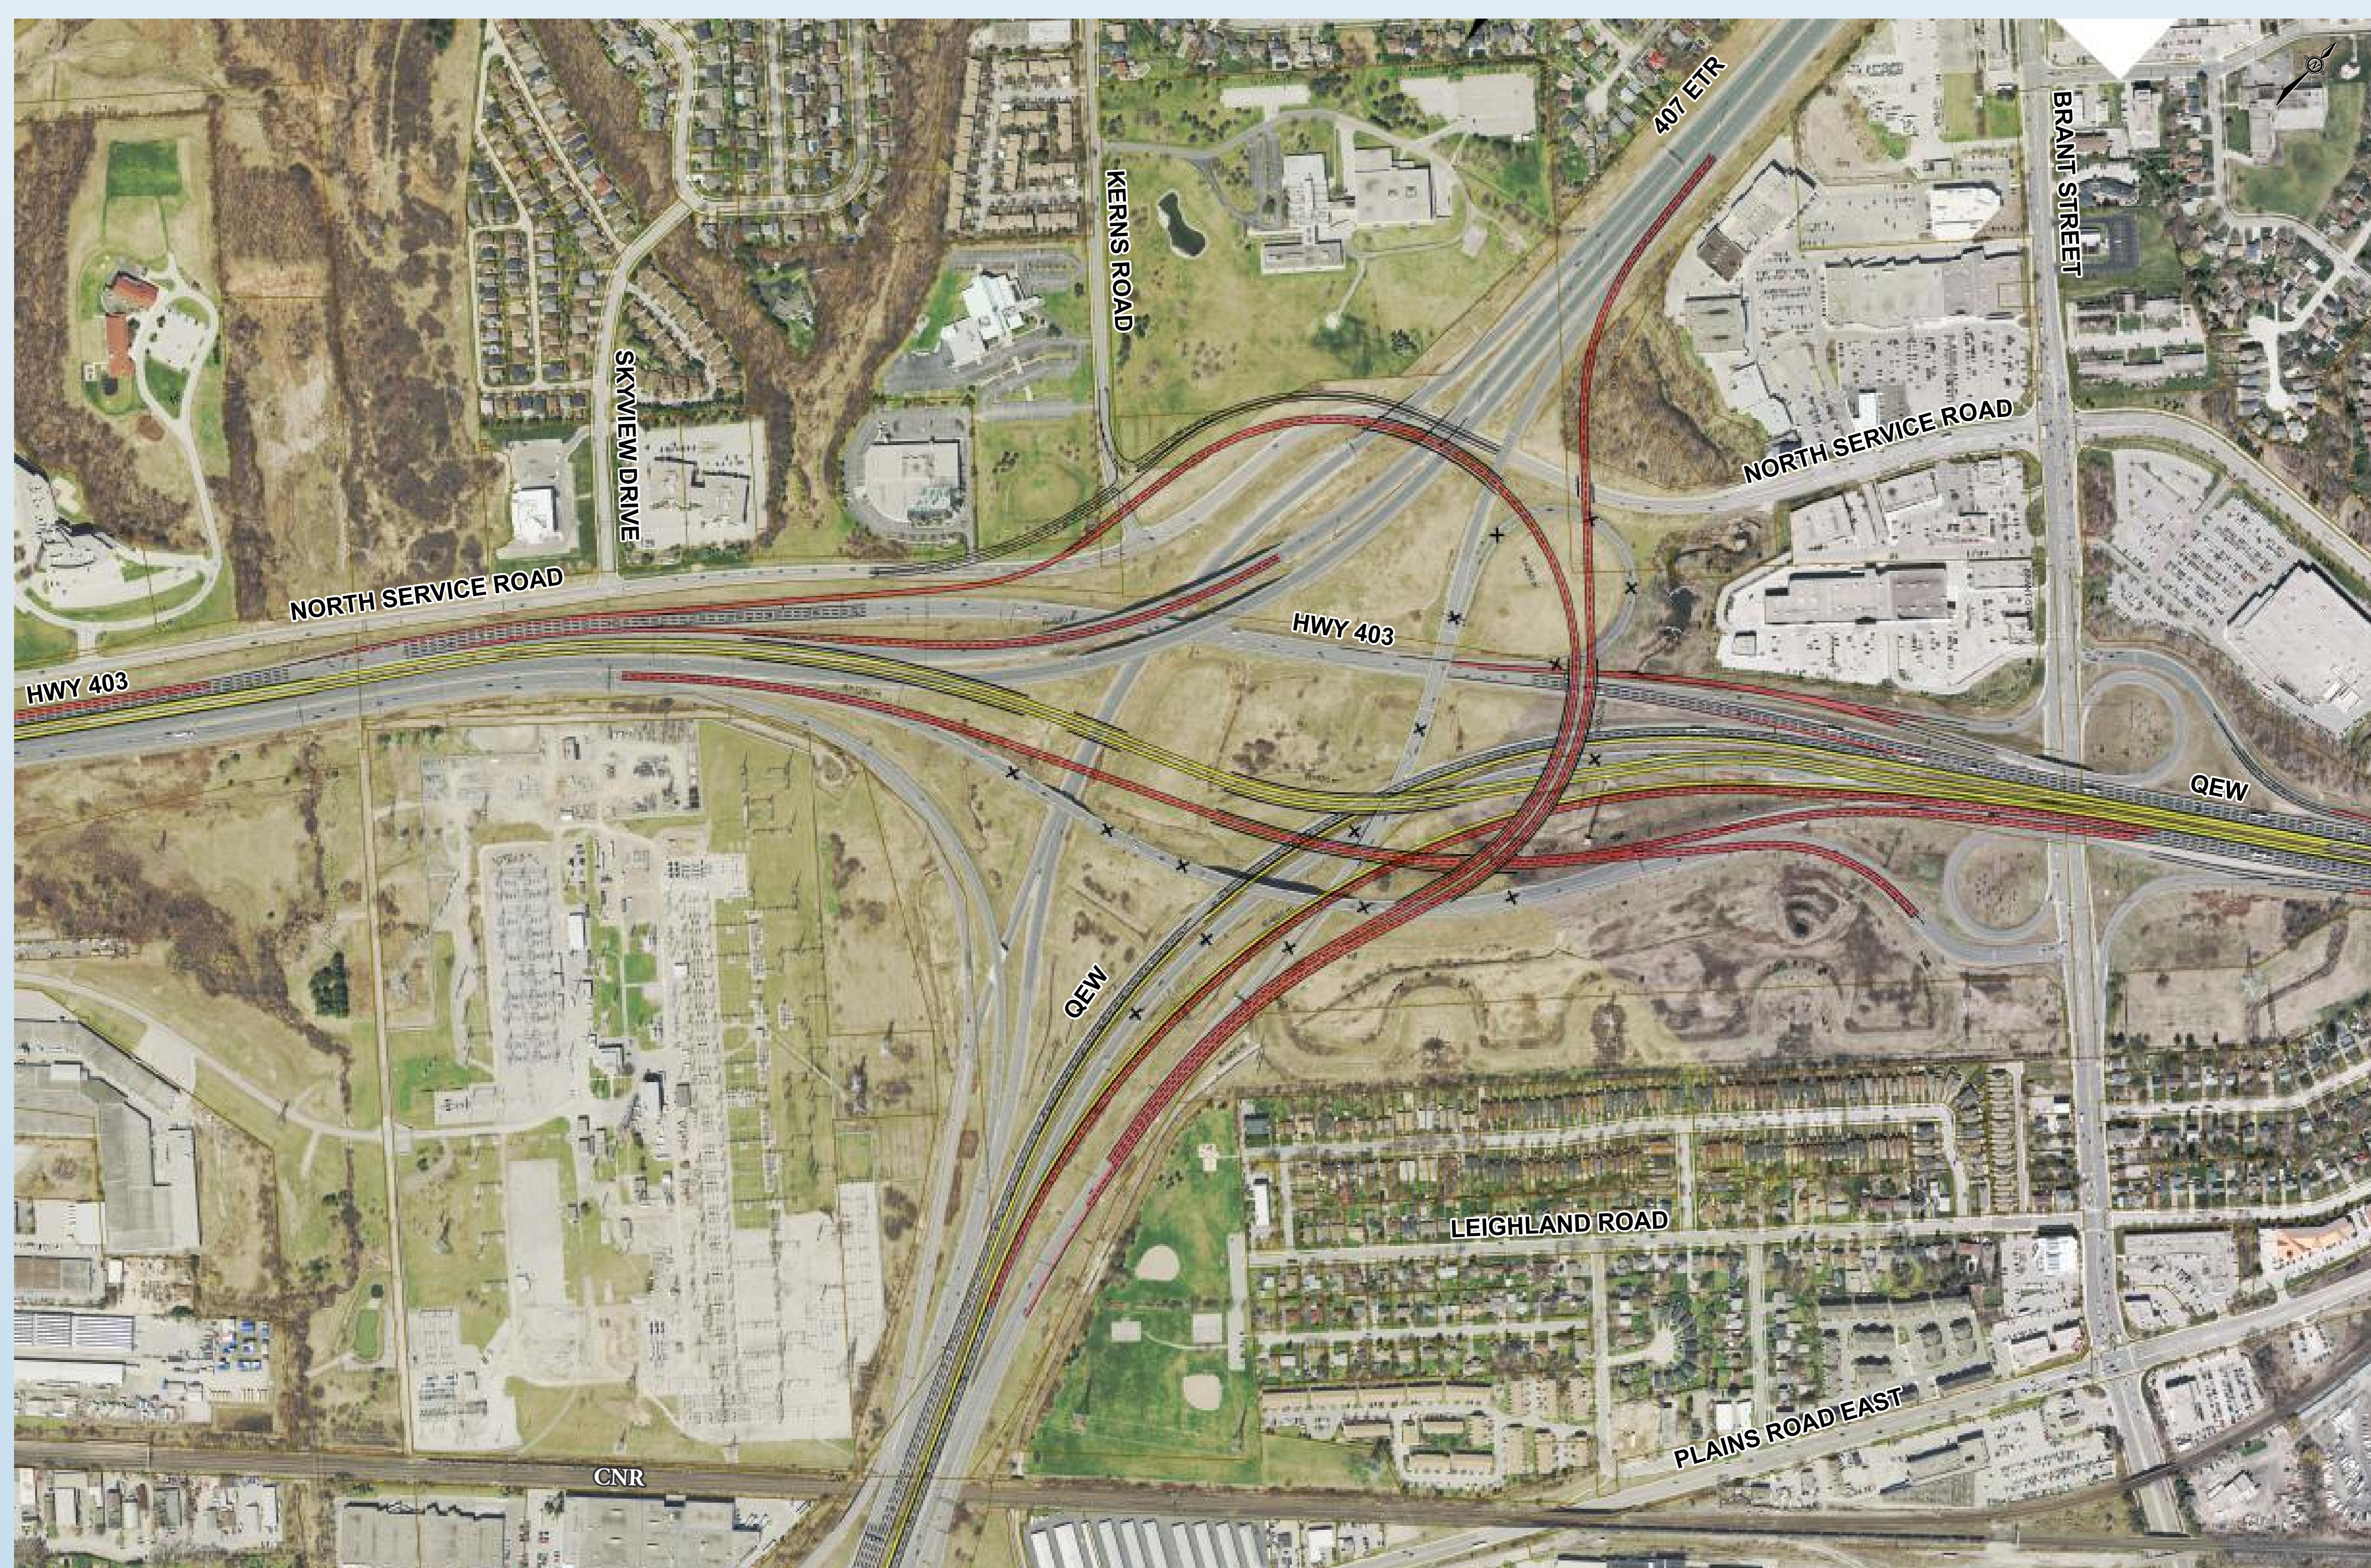 407 ETR
BRANT STREET
KERNS ROAD
SKYVIEW DRIVE
NORTH SERVICE ROAD
NORTH SERVICE ROAD
HWY 403
HWY 403
QEW
QEW
LEIGHLAND ROAD
PLAINS ROAD EAST
CNR